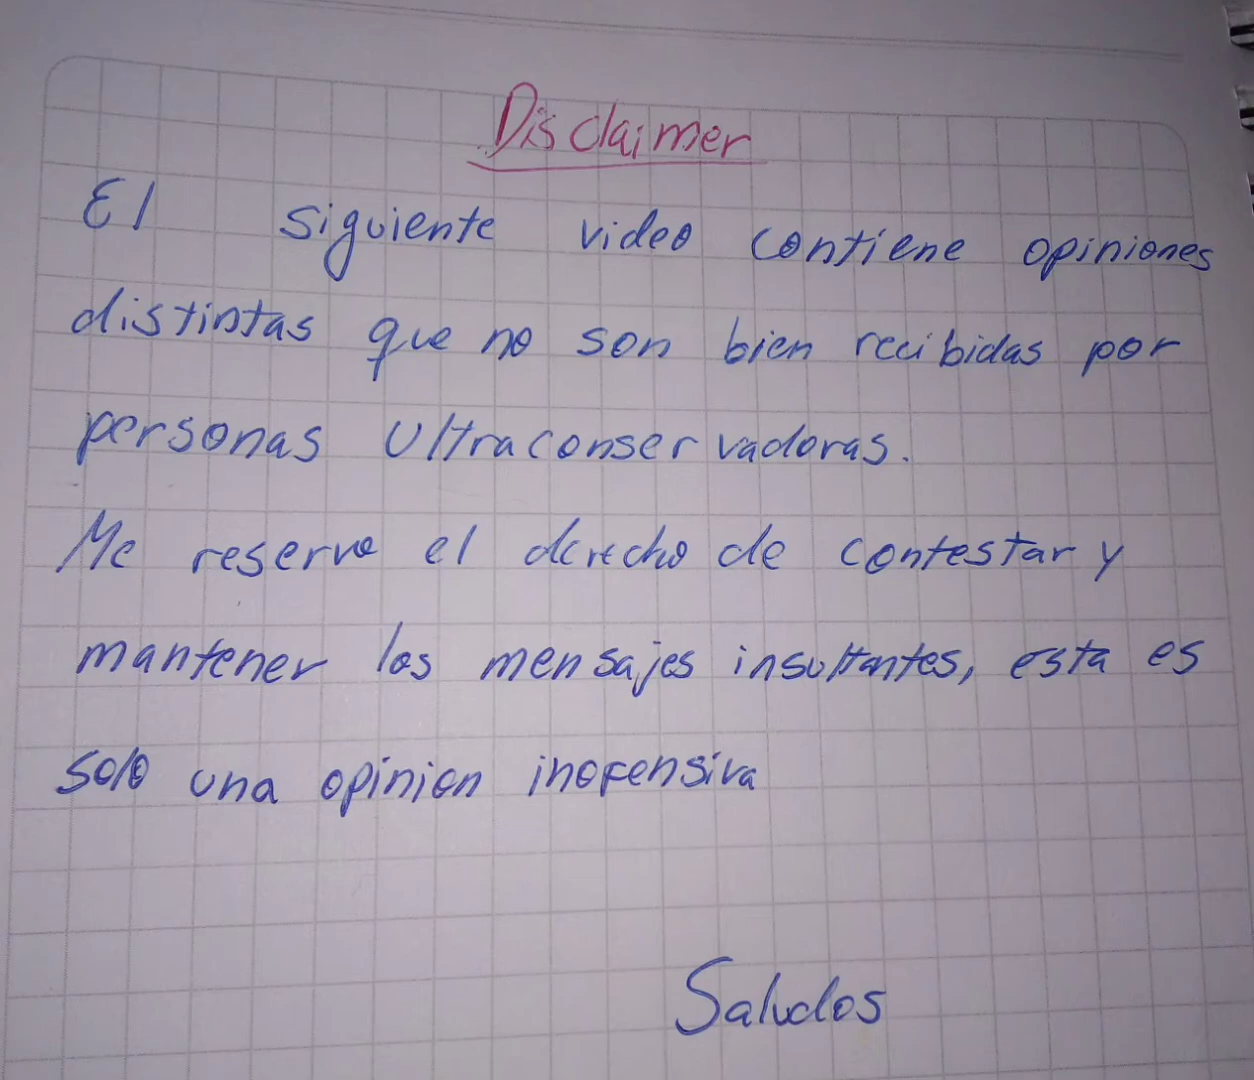 Disclaimer
El siguiente video contiene opiniones
distintas que no son bien recibidas por
personas Ultraconservadoras.
Me reservo el derecho de contestar y
mantener los mensajes insultantes, esta es
solo una opinion inofensiva
Saludos